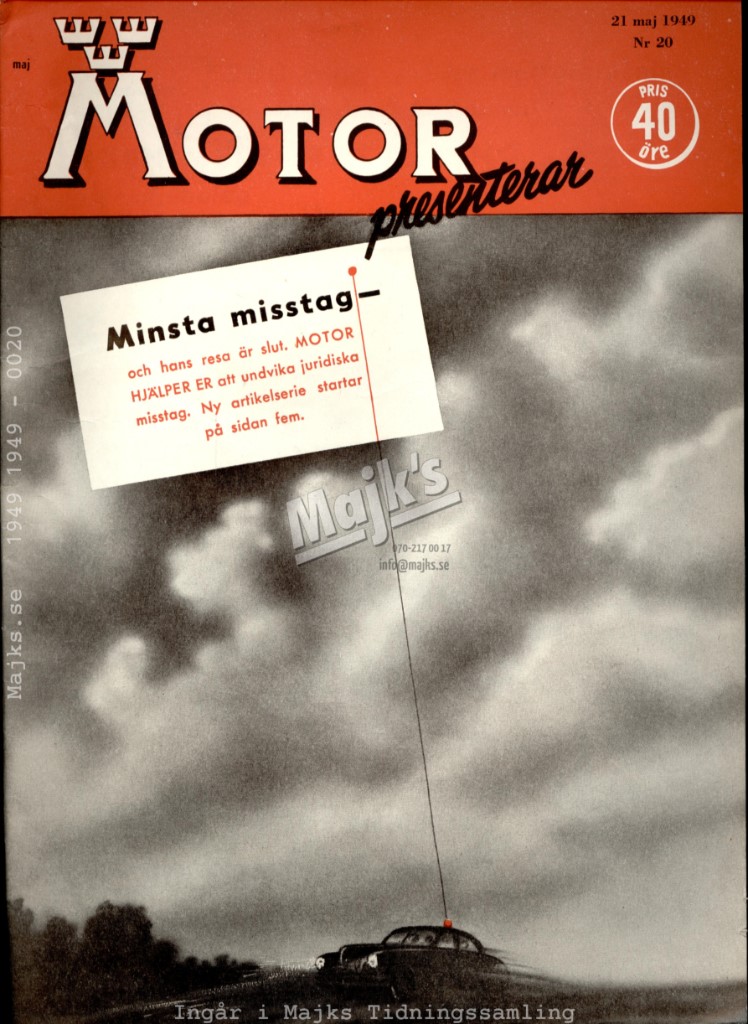 21 maj 1949
Nr 20
maj
MOTOR
PRIS
40
öre
presenterar
Minsta misstag—
och hans resa är slut. MOTOR
HJÄLPER ER att undvika juridiska
misstag. Ny artikelserie startar
på sidan fem.
Majk's
070-217 00 17
info@majks.se
Majks.se 1949 1949 - 0020
Ingår i Majks Tidningssamling